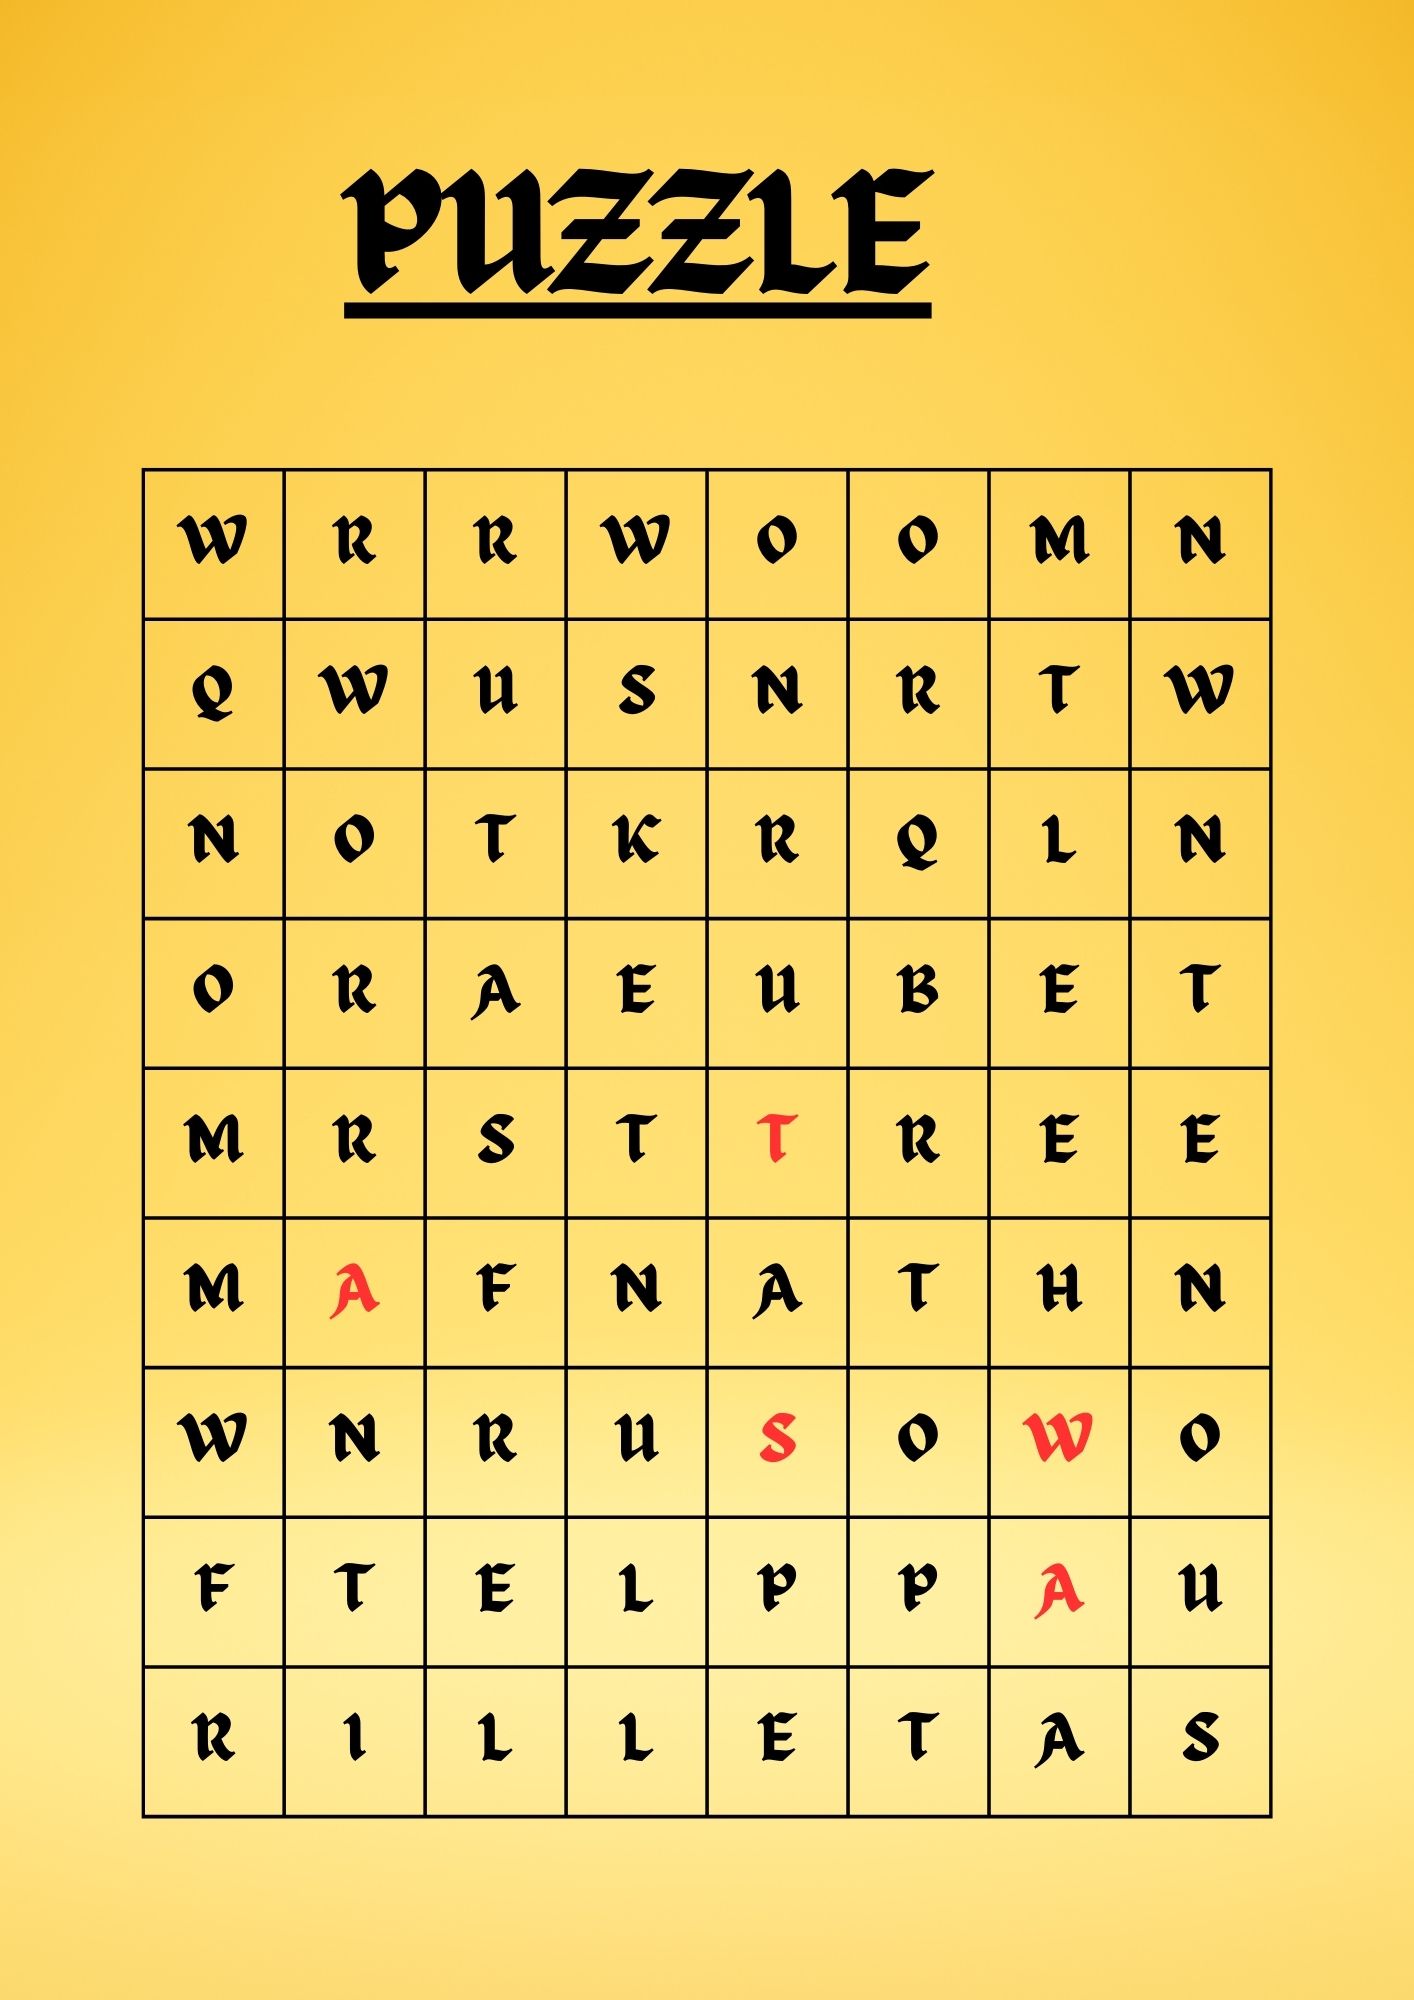 PUZZLE
W R R W O O M N
Q W U S N R T W
N O T K R Q L N
O R A E U B E T
M R S T T R E E
M A F N A T H N
W N R U S O W O
F T E L P P A U
R I L L E T A S